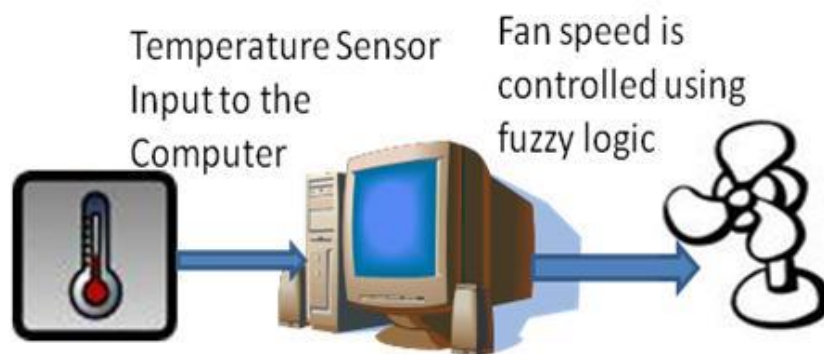 Temperature Sensor
Input to the
Computer
Fan speed is
controlled using
fuzzy logic